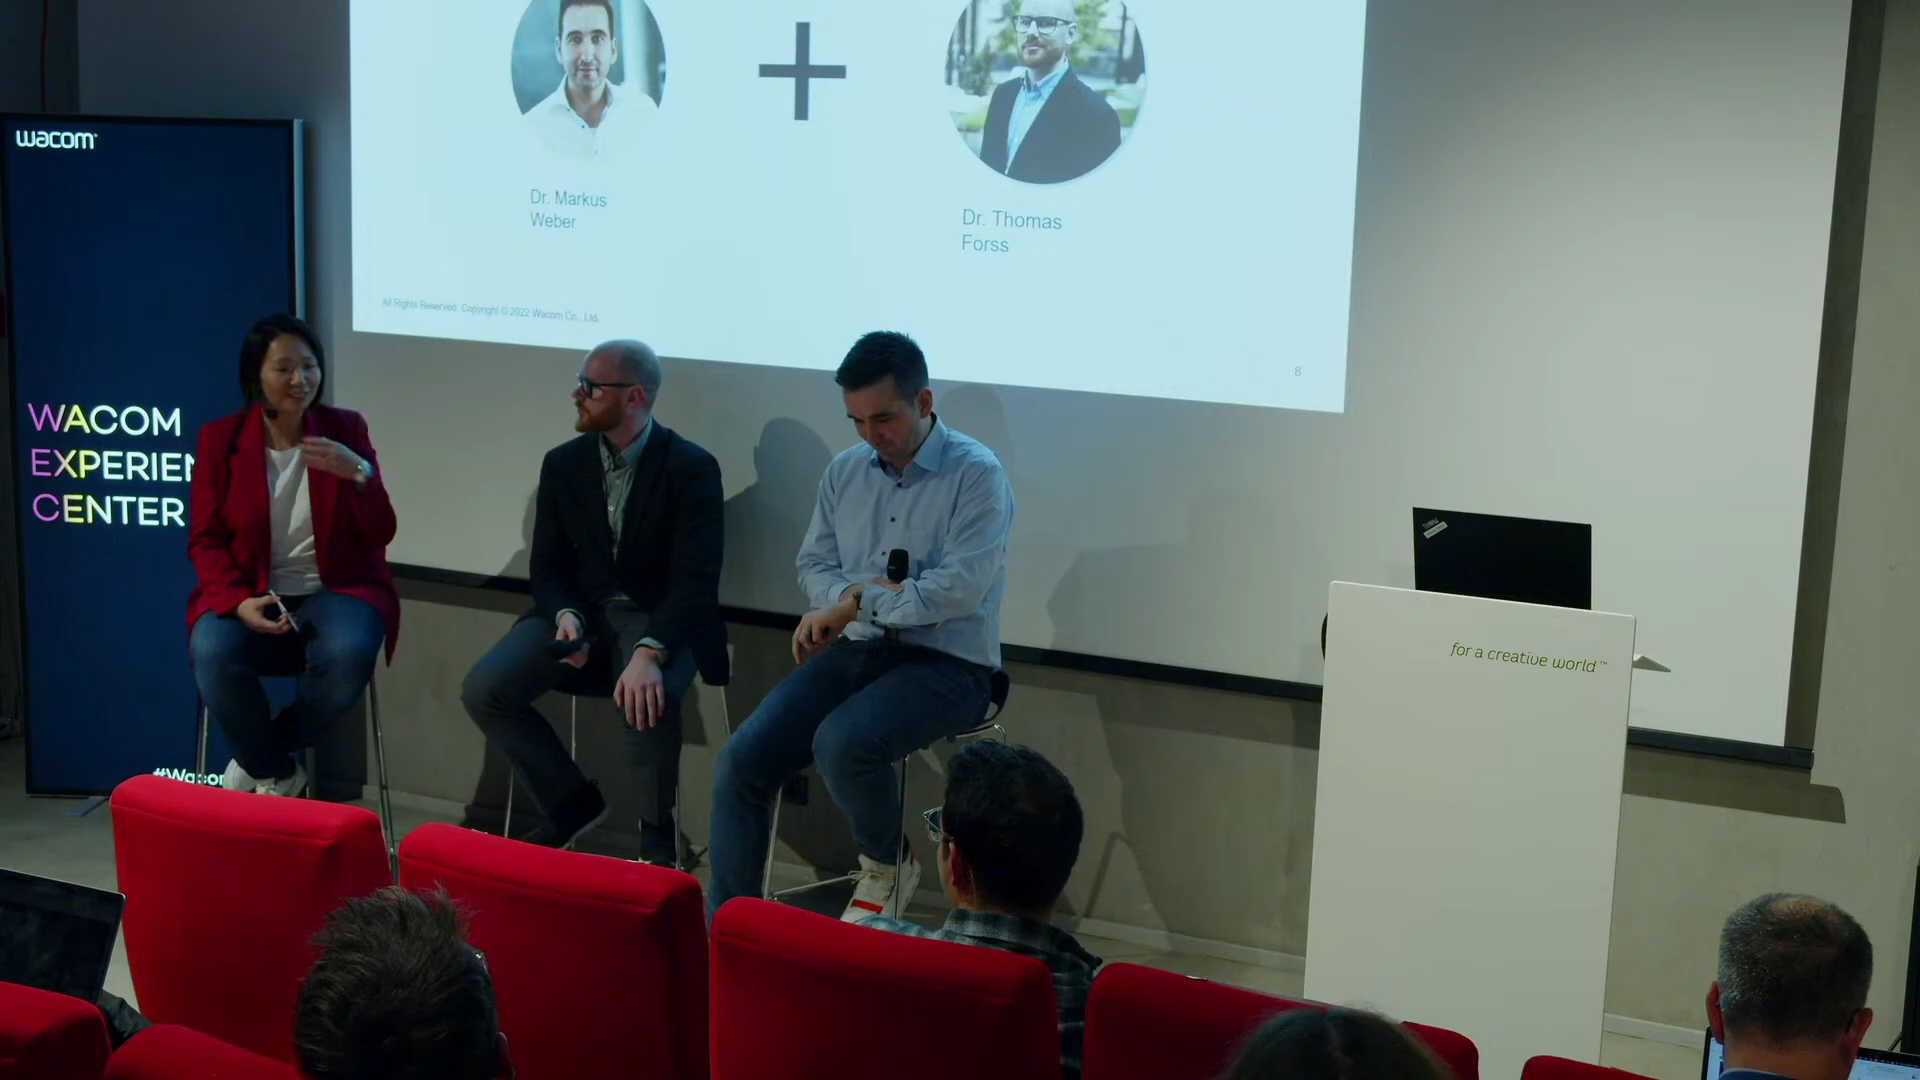 wacom
WACOM
EXPERIEN
CENTER
#Wacom
Dr. Markus
Weber
Dr. Thomas
Forss
All Rights Reserved. Copyright © 2022 Wacom Co., Ltd.
8
for a creative world™